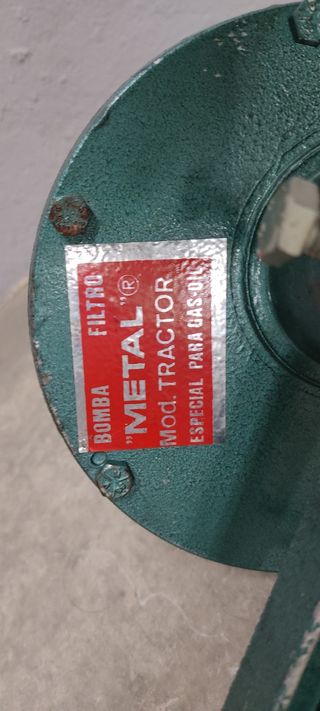 BOMBA FILTRO
"METAL"®
Mod. TRACTOR
ESPECIAL PARA GAS-OIL